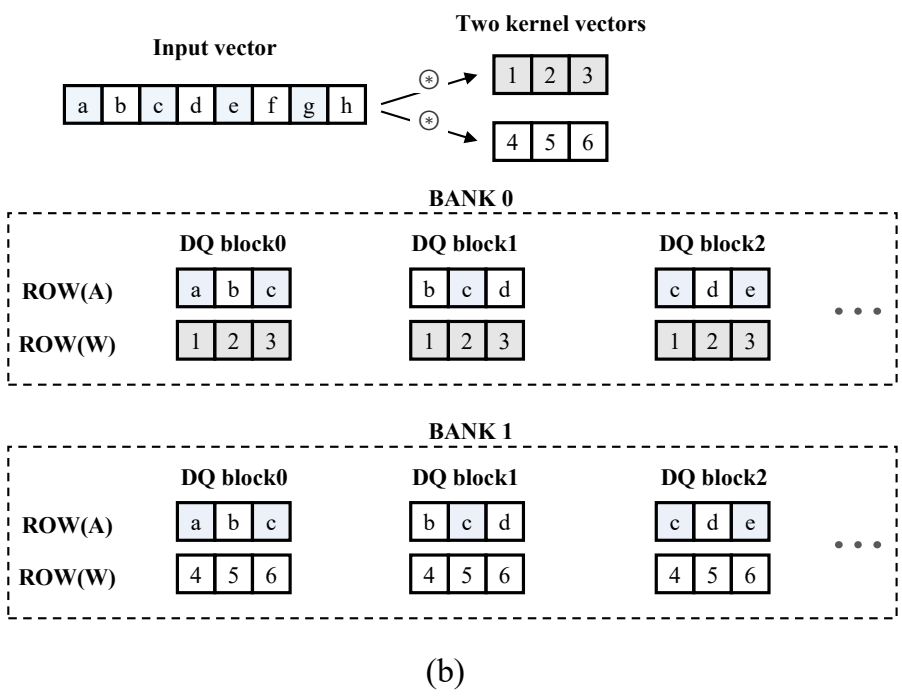 Two kernel vectors
Input vector
1 2 3
a b c d e f g h
4 5 6
BANK 0
DQ block0 DQ block1 DQ block2
ROW(A) a b c b c d c d e
ROW(W) 1 2 3 1 2 3 1 2 3
BANK 1
DQ block0 DQ block1 DQ block2
ROW(A) a b c b c d c d e
ROW(W) 4 5 6 4 5 6 4 5 6
(b)